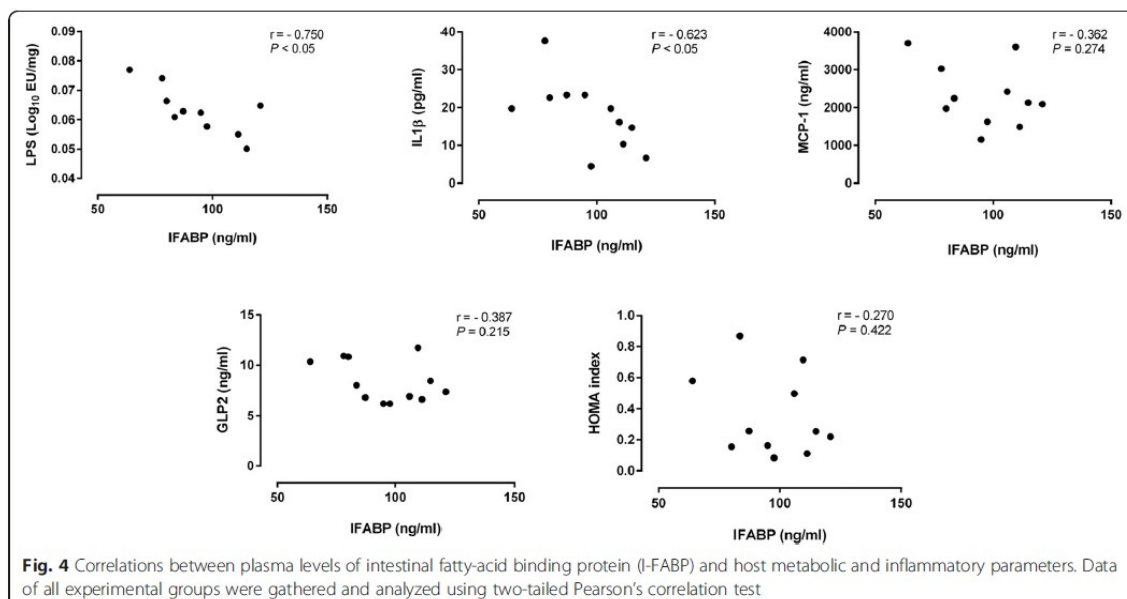 r = - 0.750
P < 0.05
0.09
0.08
0.07
0.06
0.05
0.04
LPS (Log10 EU/mg)
50 100 150
IFABP (ng/ml)
r = - 0.623
P < 0.05
40
30
20
10
0
IL1β (pg/ml)
50 100 150
IFABP (ng/ml)
r = - 0.362
P = 0.274
4000
3000
2000
1000
0
MCP-1 (ng/ml)
50 100 150
IFABP (ng/ml)
r = - 0.387
P = 0.215
15
10
5
0
GLP2 (ng/ml)
50 100 150
IFABP (ng/ml)
r = - 0.270
P = 0.422
1.0
0.8
0.6
0.4
0.2
0.0
HOMA index
50 100 150
IFABP (ng/ml)
Fig. 4 Correlations between plasma levels of intestinal fatty-acid binding protein (I-FABP) and host metabolic and inflammatory parameters. Data
of all experimental groups were gathered and analyzed using two-tailed Pearson's correlation test